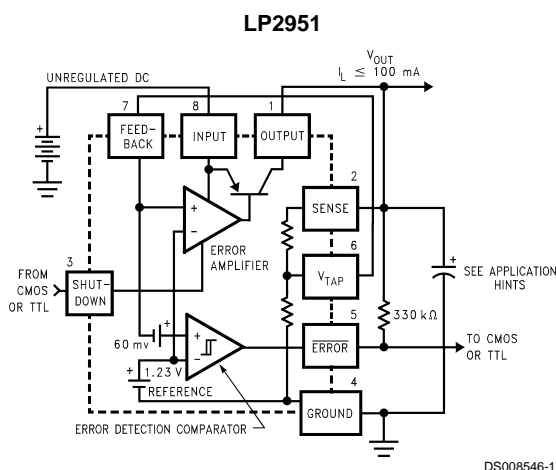 LP2951
UNREGULATED DC
V_OUT
I_L ≤ 100 mA
7
8
1
FEED-
BACK
INPUT
OUTPUT
2
SENSE
+
+
-
ERROR
AMPLIFIER
6
V_TAP
3
SHUT-
DOWN
FROM
CMOS
OR TTL
+
SEE APPLICATION
HINTS
5
ERROR
330 kΩ
TO CMOS
OR TTL
+
60 mv
+
-
+
1.23 V
REFERENCE
4
GROUND
ERROR DETECTION COMPARATOR
DS008546-1